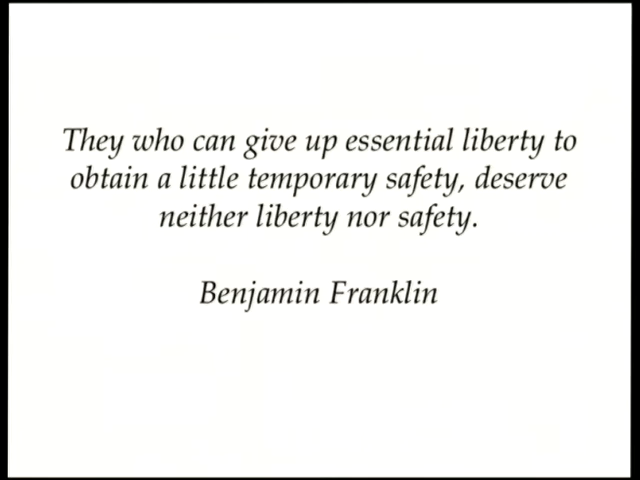 They who can give up essential liberty to
obtain a little temporary safety, deserve
neither liberty nor safety.
Benjamin Franklin